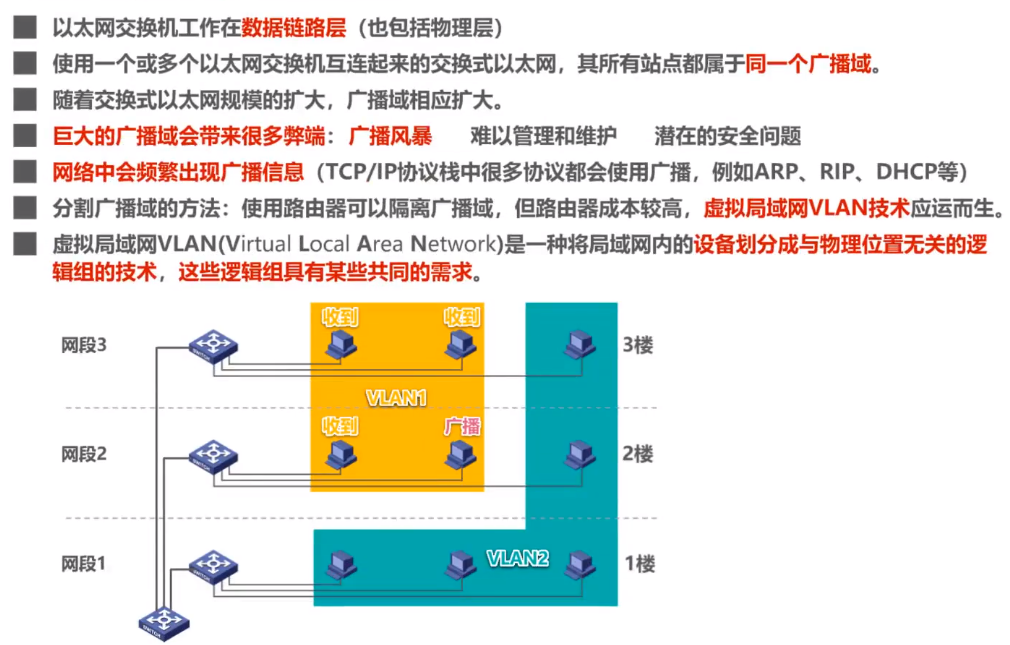 以太网交换机工作在数据链路层（也包括物理层）
使用一个或多个以太网交换机互连起来的交换式以太网，其所有站点都属于同一个广播域。
随着交换式以太网规模的扩大，广播域相应扩大。
巨大的广播域会带来很多弊端：广播风暴 难以管理和维护 潜在的安全问题
网络中会频繁出现广播信息（TCP/IP协议栈中很多协议都会使用广播，例如ARP、RIP、DHCP等）
分割广播域的方法：使用路由器可以隔离广播域，但路由器成本较高，虚拟局域网VLAN技术应运而生。
虚拟局域网VLAN(Virtual Local Area Network)是一种将局域网内的设备划分成与物理位置无关的逻
辑组的技术，这些逻辑组具有某些共同的需求。
收到 收到
网段3 3楼
SWITCH
VLAN1
收到 广播
网段2 2楼
SWITCH
VLAN2
网段1 1楼
SWITCH
SWITCH